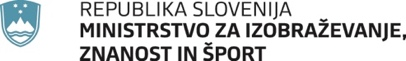 REPUBLIKA SLOVENIJA
MINISTRSTVO ZA IZOBRAŽEVANJE,
ZNANOST IN ŠPORT